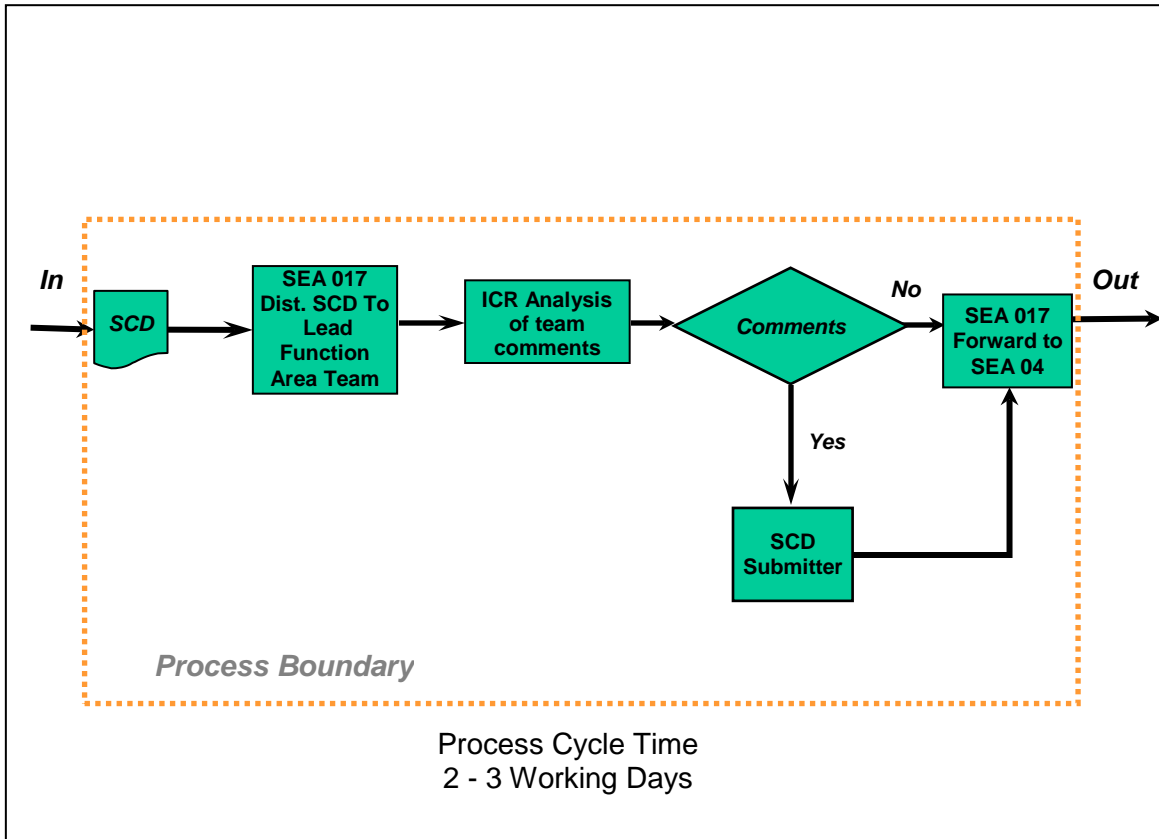 In
SCD
SEA 017
Dist. SCD To
Lead
Function
Area Team
ICR Analysis
of team
comments
Comments
No
Yes
SCD
Submitter
SEA 017
Forward to
SEA 04
Out
Process Boundary
Process Cycle Time
2 - 3 Working Days